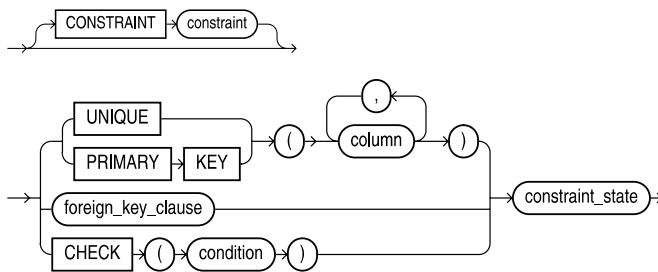 CONSTRAINT constraint
,
UNIQUE
( column )
PRIMARY KEY
foreign_key_clause constraint_state
CHECK ( condition )